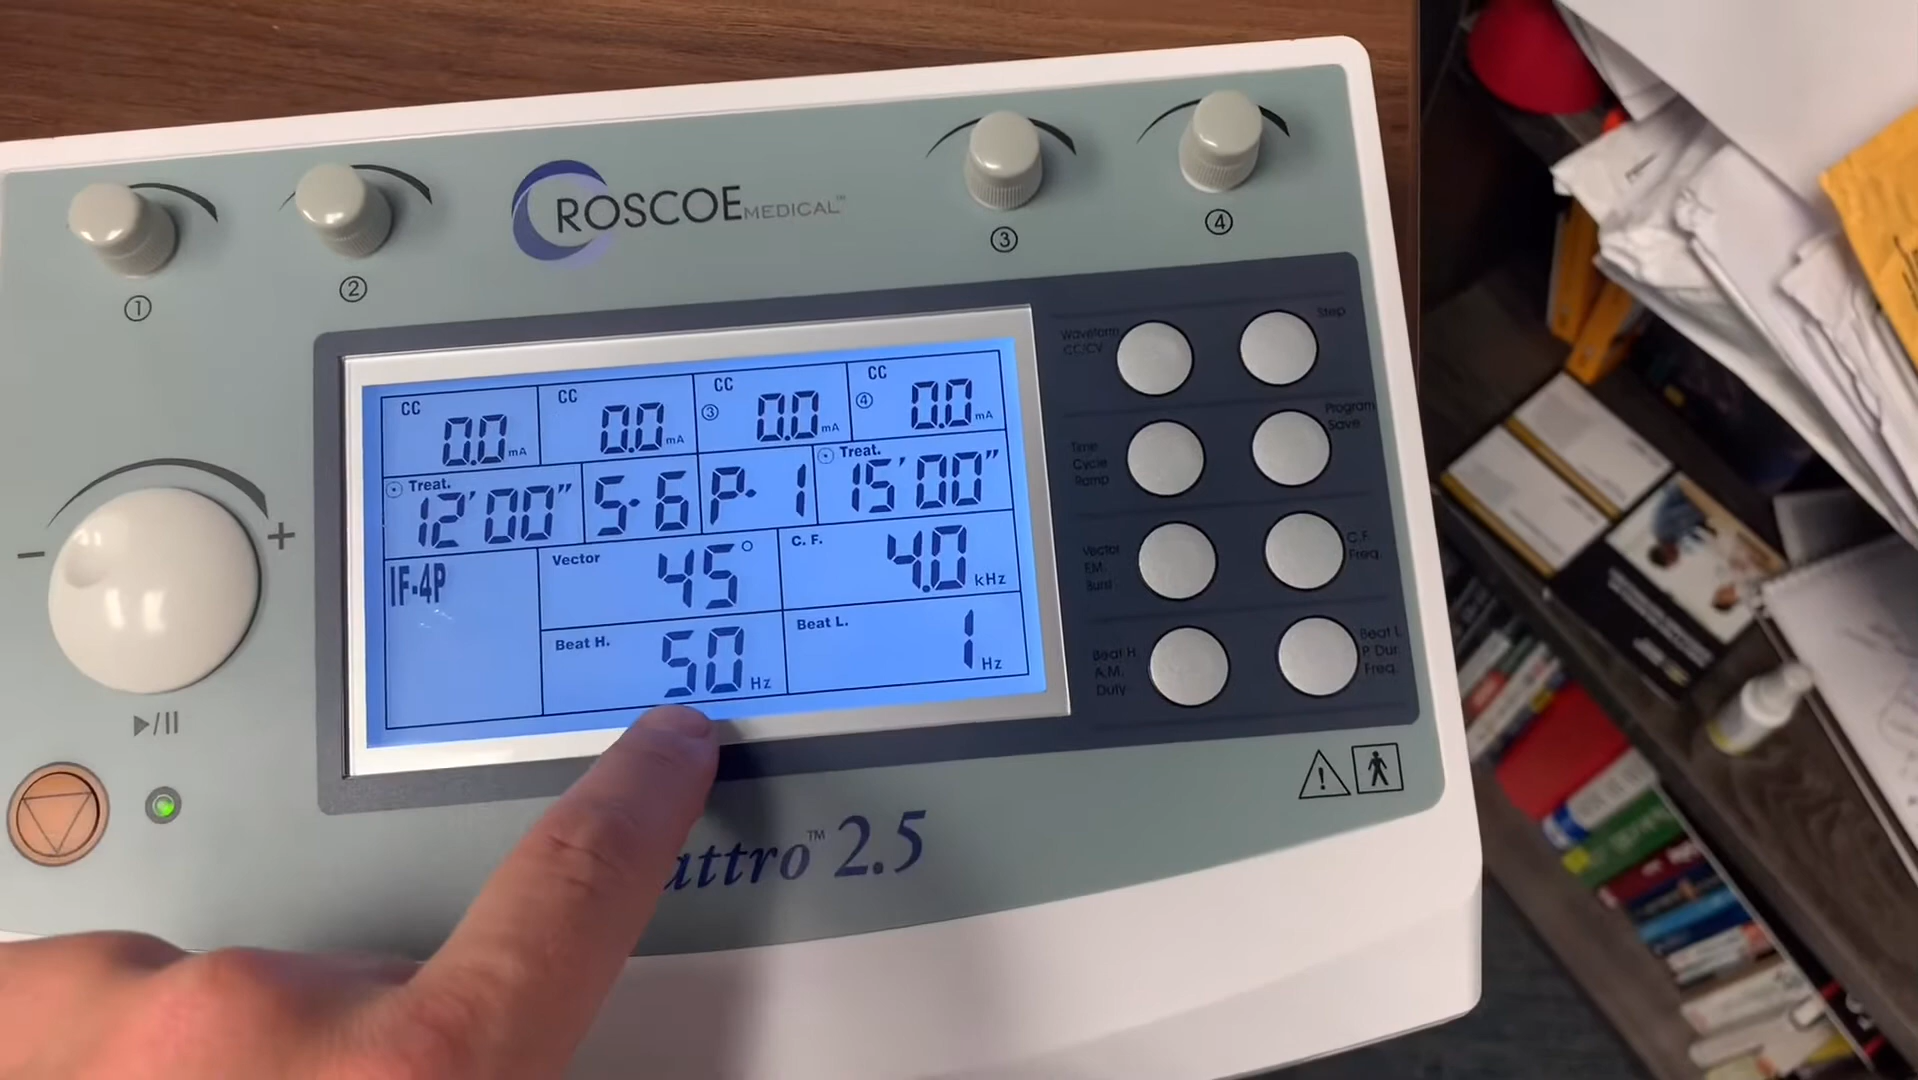 ①
②
ROSCOE MEDICAL™
③
④
CC 0.0 mA
CC 0.0 mA
CC ③ 0.0 mA
CC ④ 0.0 mA
Treat. 12'00"
5-6
P- 1
Treat. 15'00"
IF-4P
Vector 45°
C. F. 4.0 kHz
Beat H. 50 Hz
Beat L. 1 Hz
Waveform
CC/CV
Step
Time
Cycle
Ramp
Program
Save
Vector
F.M.
Burst
C.F.
Freq.
Beat H.
A.M.
Duty
Beat L.
P. Dur.
Freq.
−
+
▶/II
attro™ 2.5